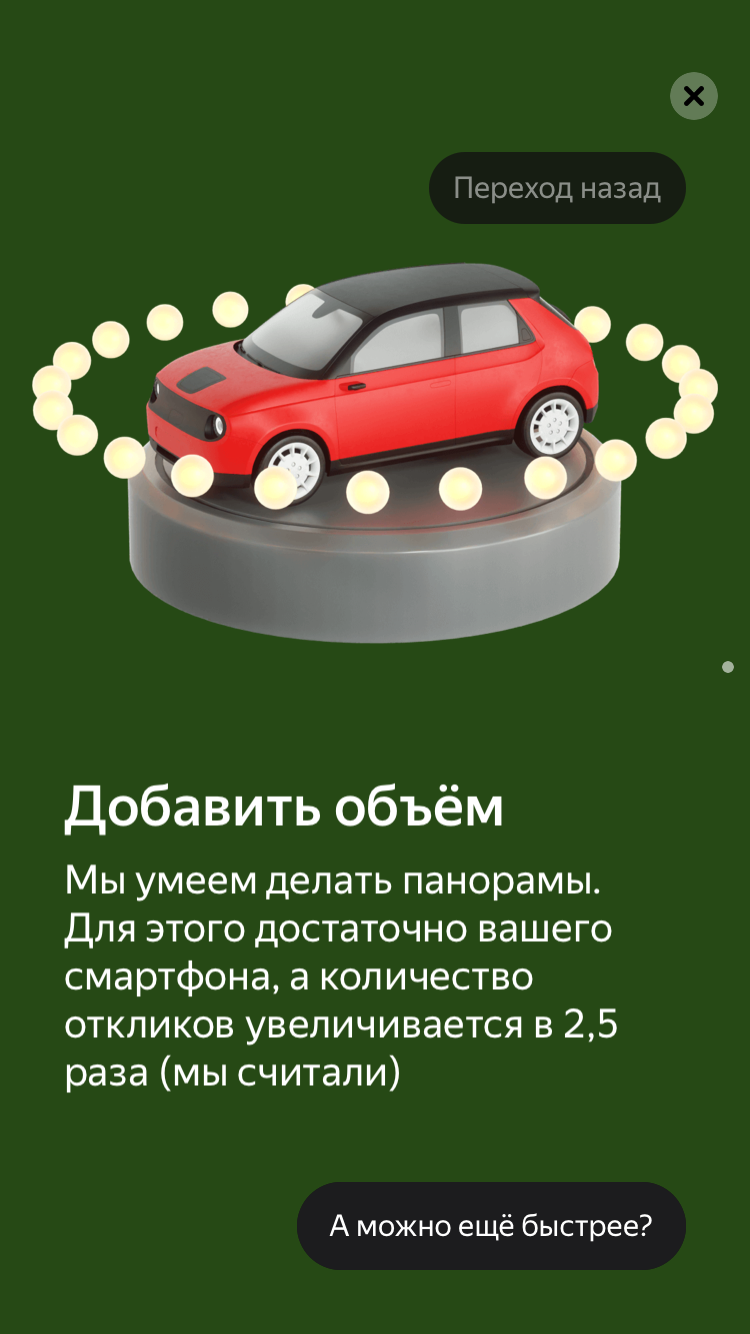 Переход назад
Добавить объём
Мы умеем делать панорамы.
Для этого достаточно вашего
смартфона, а количество
откликов увеличивается в 2,5
раза (мы считали)
А можно ещё быстрее?